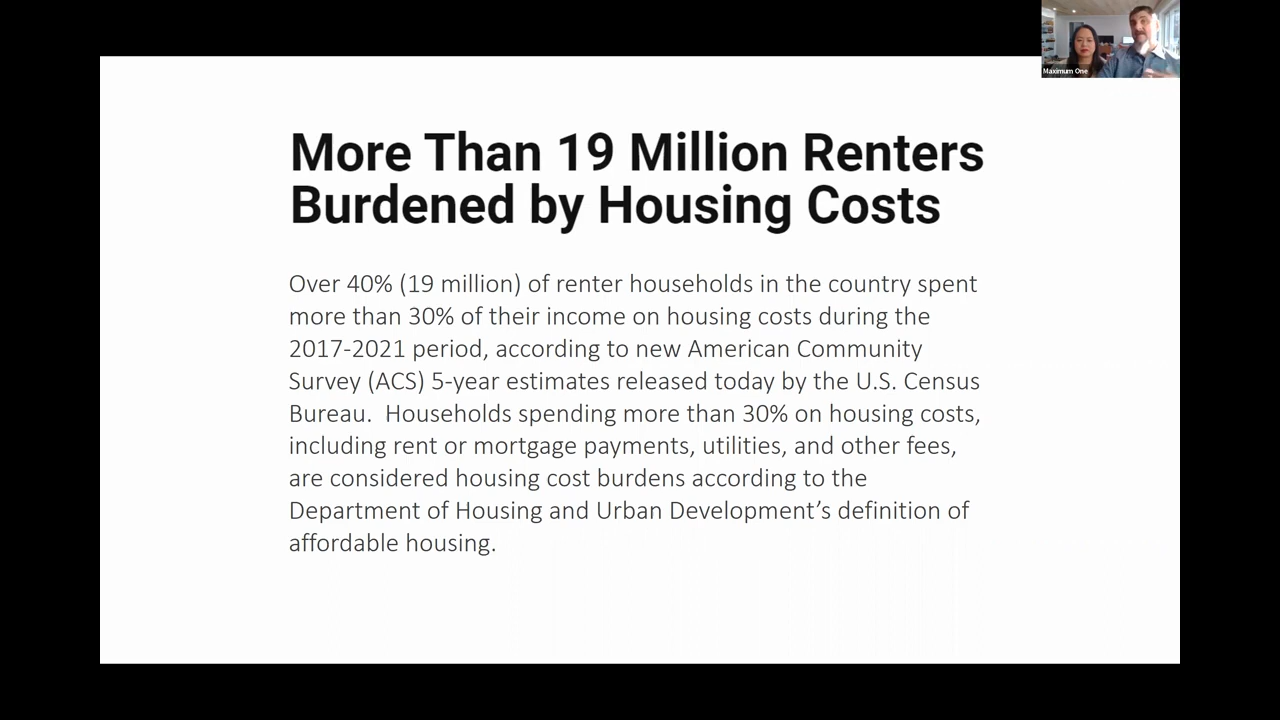 Maximum One
More Than 19 Million Renters
Burdened by Housing Costs
Over 40% (19 million) of renter households in the country spent
more than 30% of their income on housing costs during the
2017-2021 period, according to new American Community
Survey (ACS) 5-year estimates released today by the U.S. Census
Bureau.  Households spending more than 30% on housing costs,
including rent or mortgage payments, utilities, and other fees,
are considered housing cost burdens according to the
Department of Housing and Urban Development’s definition of
affordable housing.